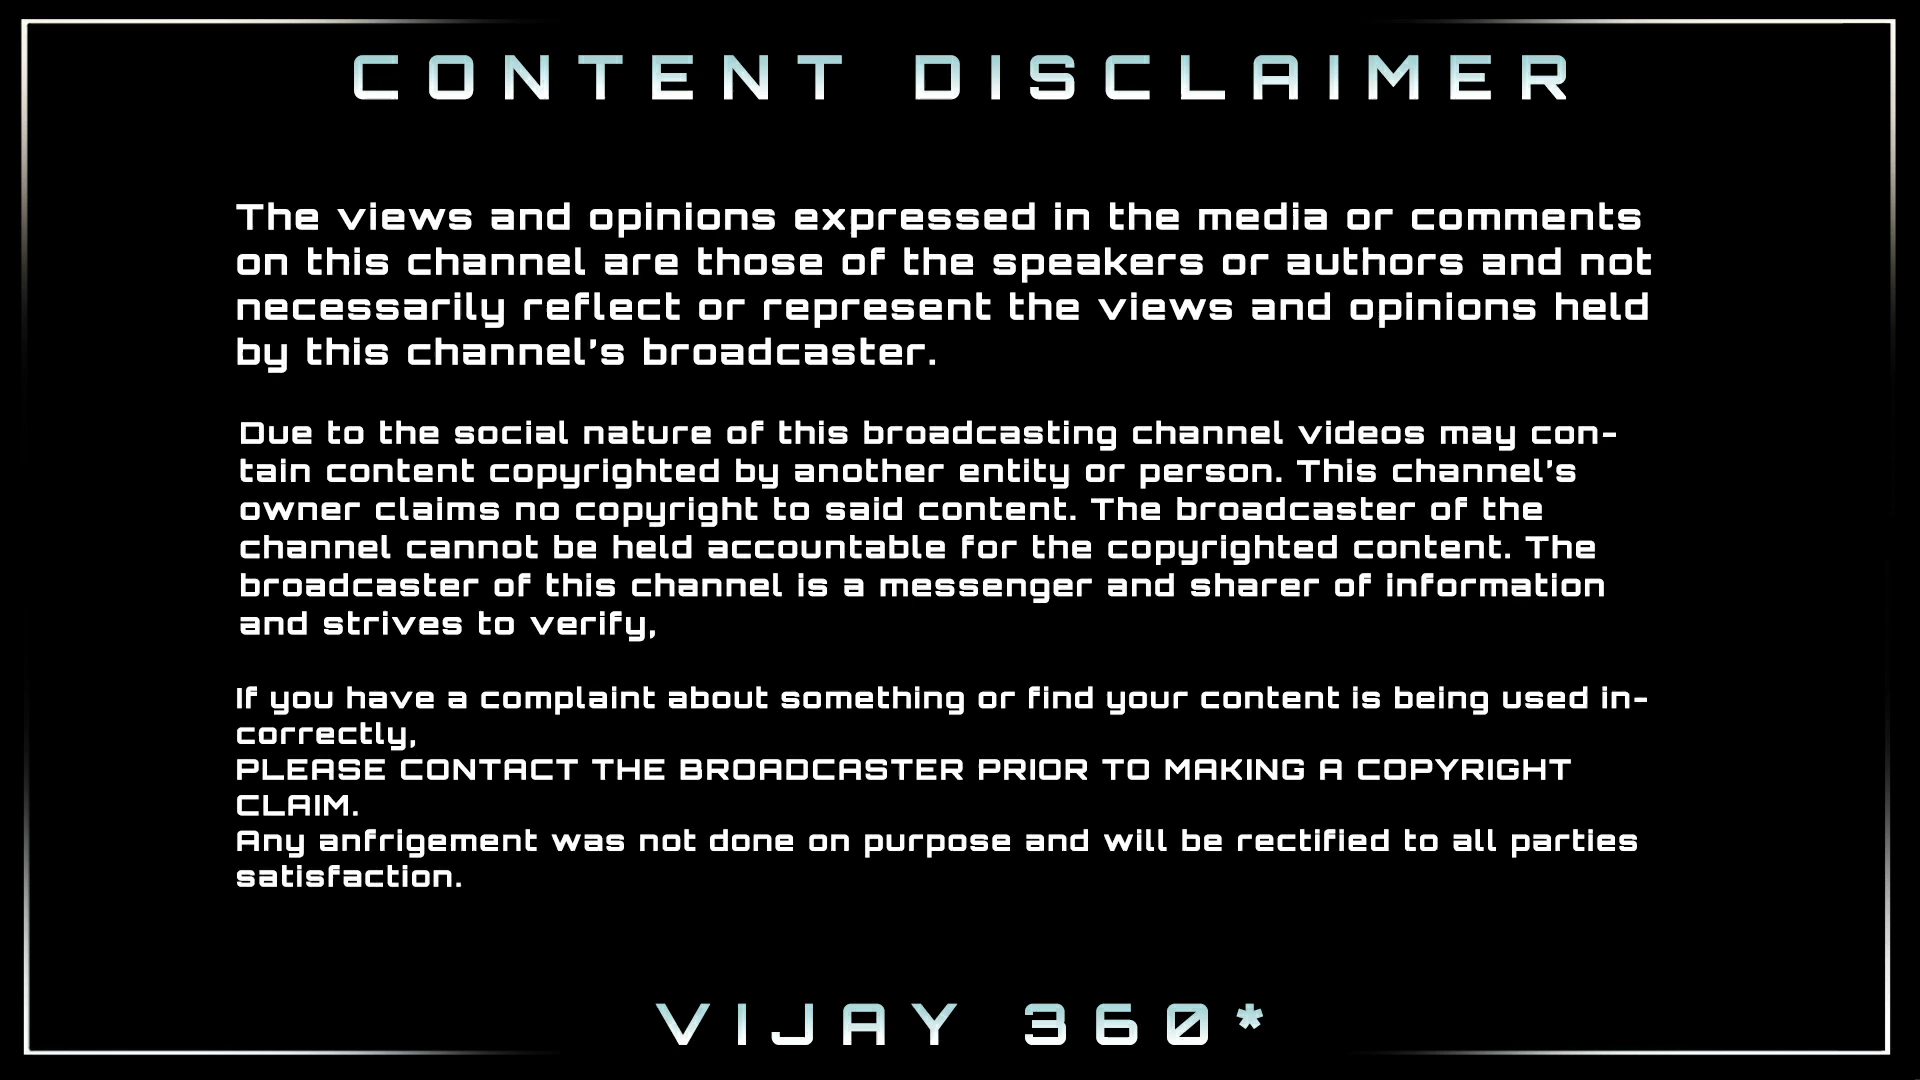 CONTENT DISCLAIMER
The views and opinions expressed in the media or comments
on this channel are those of the speakers or authors and not
necessarily reflect or represent the views and opinions held
by this channel's broadcaster.
Due to the social nature of this broadcasting channel videos may con-
tain content copyrighted by another entity or person. This channel's
owner claims no copyright to said content. The broadcaster of the
channel cannot be held accountable for the copyrighted content. The
broadcaster of this channel is a messenger and sharer of information
and strives to verify,
If you have a complaint about something or find your content is being used in-
correctly,
PLEASE CONTACT THE BROADCASTER PRIOR TO MAKING A COPYRIGHT
CLAIM.
Any anfrigement was not done on purpose and will be rectified to all parties
satisfaction.
VIJAY 360*